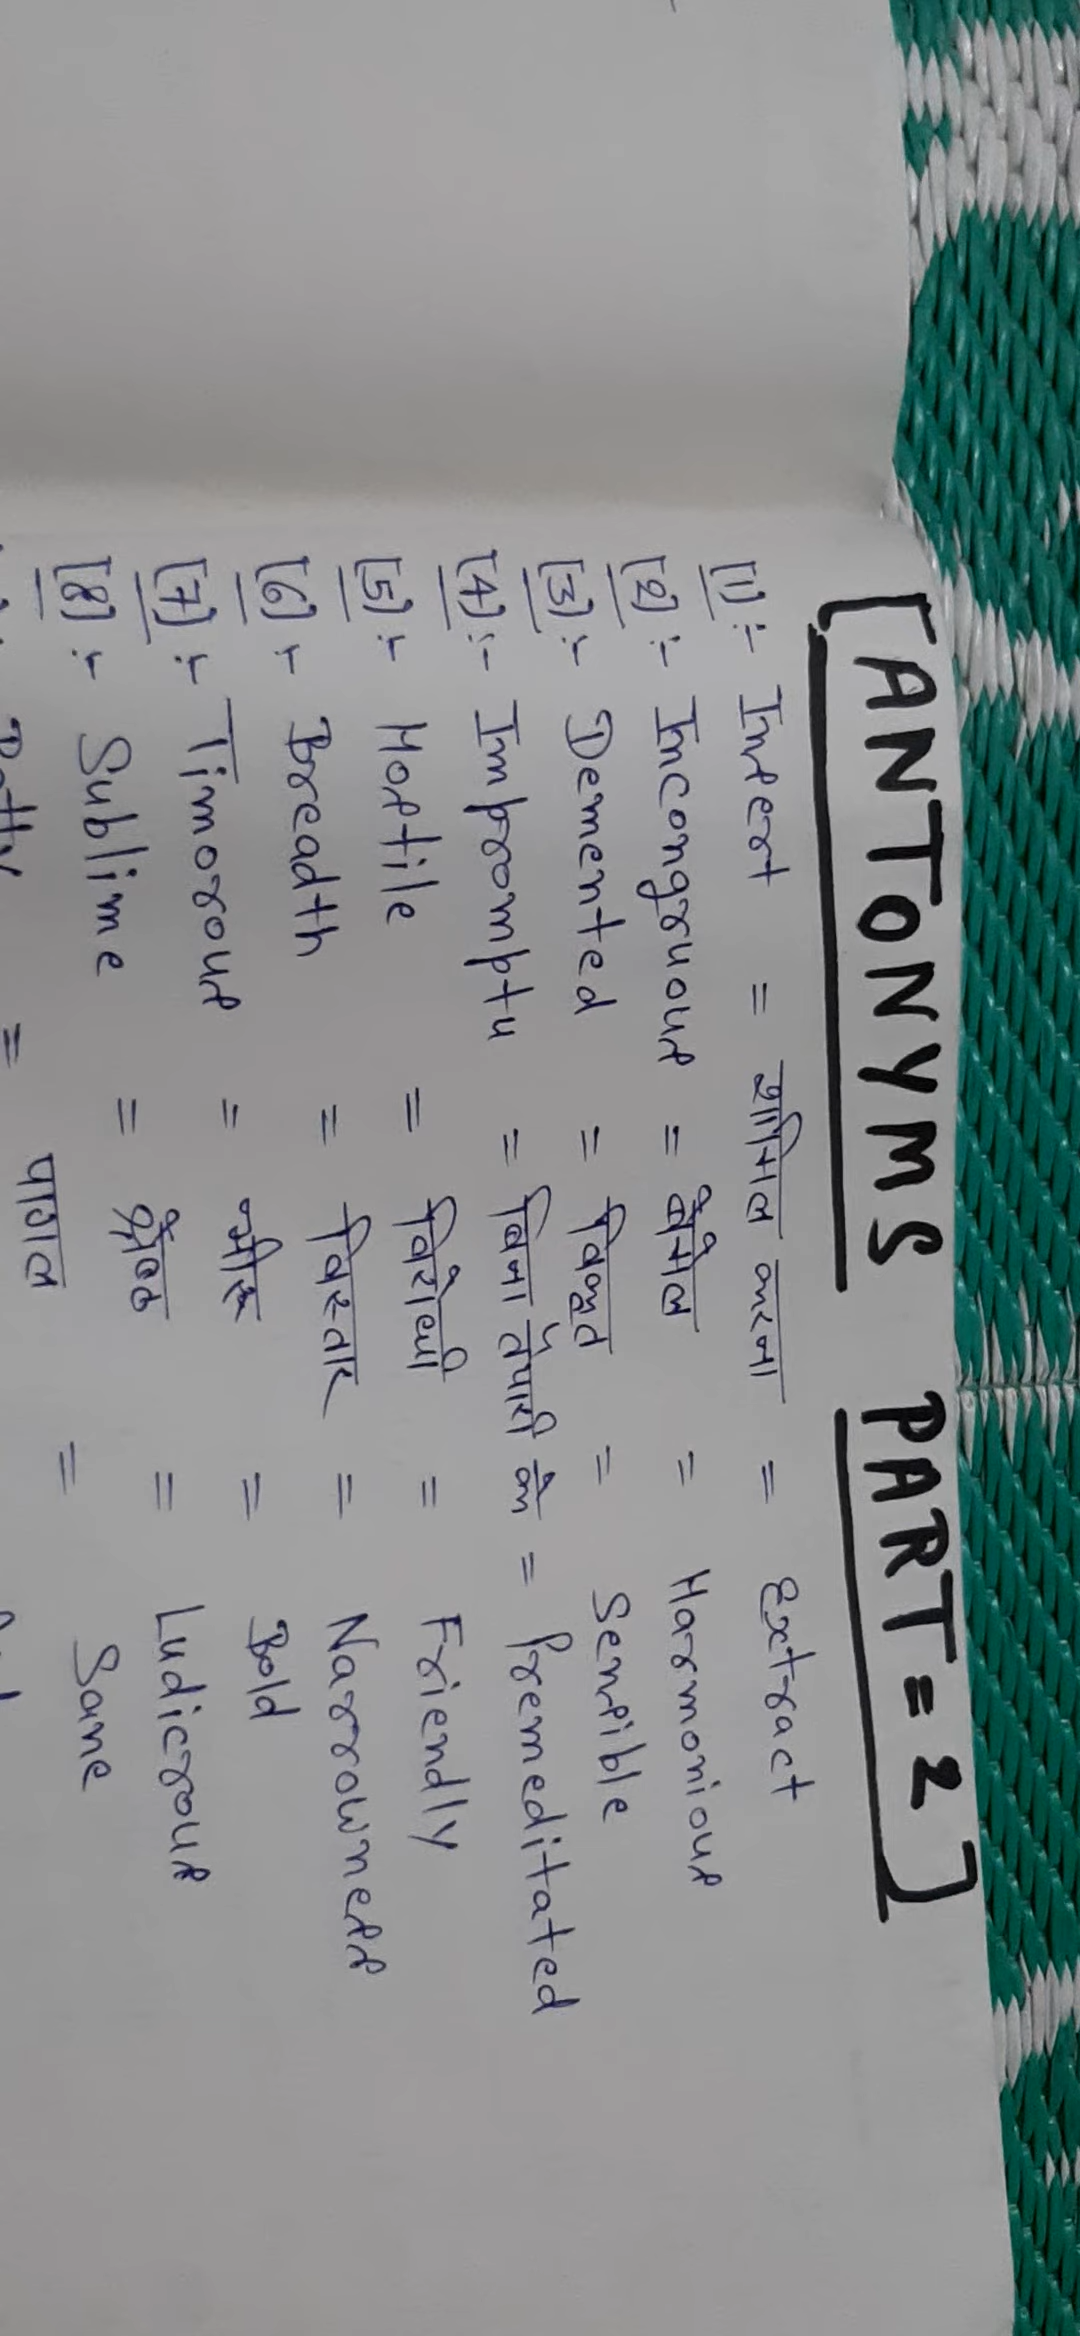 [ANTONYMS PART = 2]
[1]:- Insert = शामिल करना = Extract
[2]:- Incongruous = बेमेल = Harmonious
[3]:- Demented = विक्षुत = Sensible
[4]:- Impromptu = बिना तैयारी के = Premeditated
[5]:- Hostile = विरोधी = Friendly
[6]:- Breadth = विस्तार = Narrowness
[7]:- Timorous = भीरू = Bold
[8]:- Sublime = श्रेष्ठ = Ludicrous
= पागल = Sane